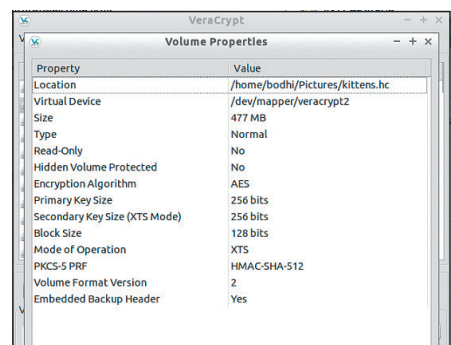 VeraCrypt
Volume Properties
Property Value
Location /home/bodhi/Pictures/kittens.hc
Virtual Device /dev/mapper/veracrypt2
Size 477 MB
Type Normal
Read-Only No
Hidden Volume Protected No
Encryption Algorithm AES
Primary Key Size 256 bits
Secondary Key Size (XTS Mode) 256 bits
Block Size 128 bits
Mode of Operation XTS
PKCS-5 PRF HMAC-SHA-512
Volume Format Version 2
Embedded Backup Header Yes